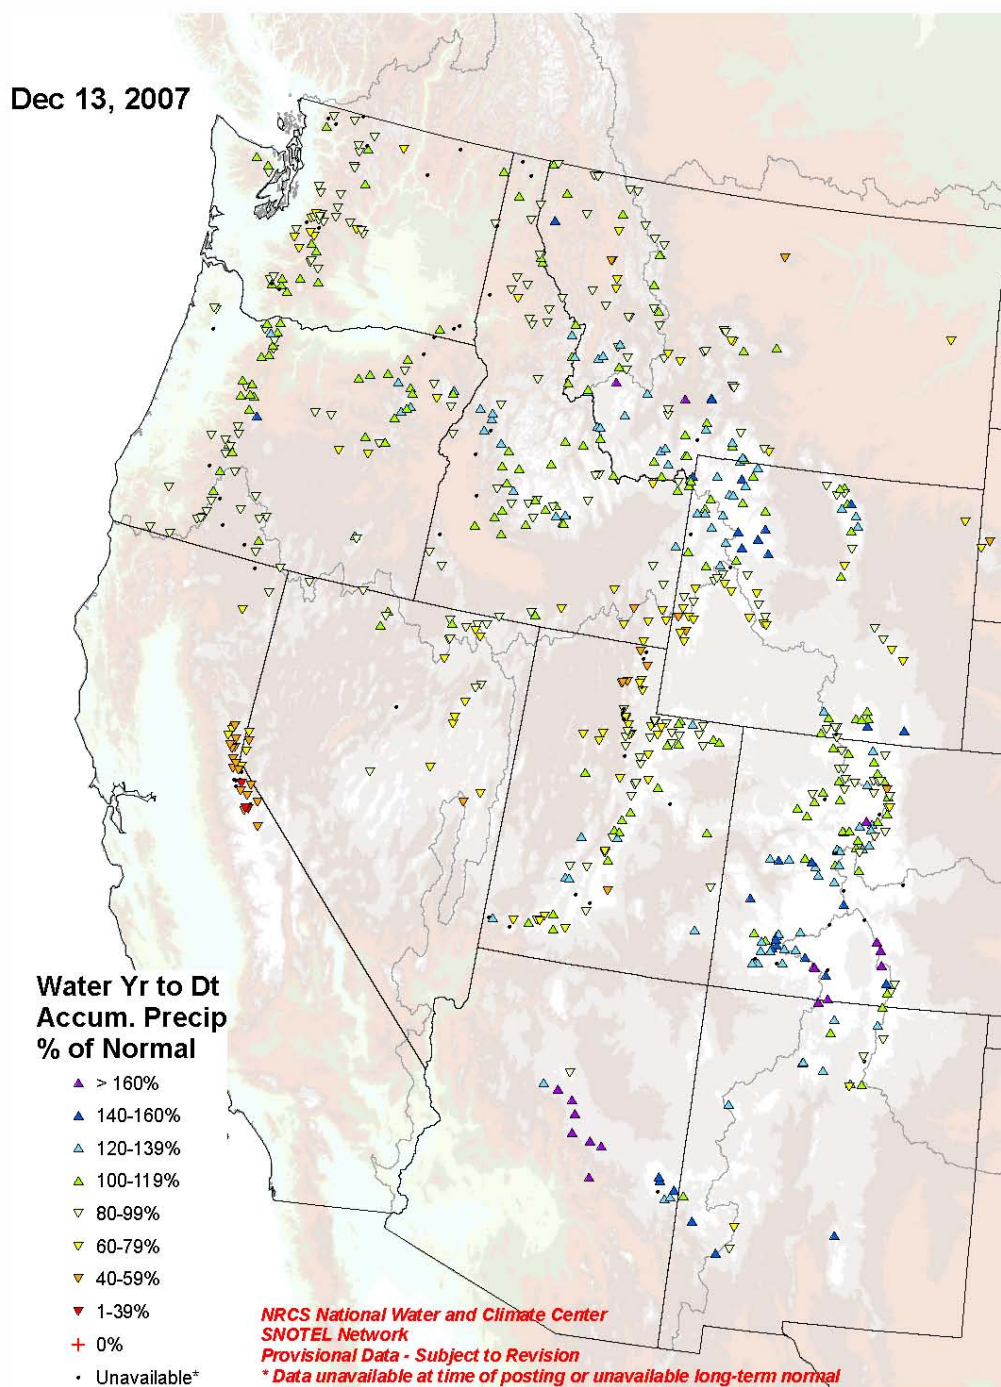 Dec 13, 2007
Water Yr to Dt
Accum. Precip
% of Normal
> 160%
140-160%
120-139%
100-119%
80-99%
60-79%
40-59%
1-39%
0%
Unavailable*
NRCS National Water and Climate Center
SNOTEL Network
Provisional Data - Subject to Revision
* Data unavailable at time of posting or unavailable long-term normal